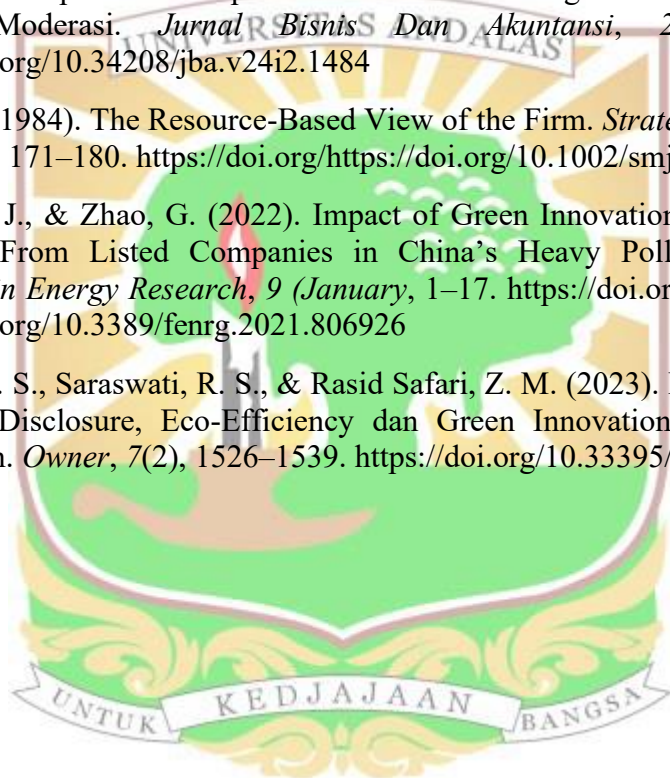 Moderasi. Jurnal Bisnis Dan Akuntansi, 2
UNIVERSITAS ANDALAS
org/10.34208/jba.v24i2.1484
1984). The Resource-Based View of the Firm. Strate
171–180. https://doi.org/https://doi.org/10.1002/smj
J., & Zhao, G. (2022). Impact of Green Innovation
From Listed Companies in China’s Heavy Poll
n Energy Research, 9 (January, 1–17. https://doi.or
org/10.3389/fenrg.2021.806926
. S., Saraswati, R. S., & Rasid Safari, Z. M. (2023).
Disclosure, Eco-Efficiency dan Green Innovation
n. Owner, 7(2), 1526–1539. https://doi.org/10.33395/
UNTUK KEDJAJAAN BANGSA